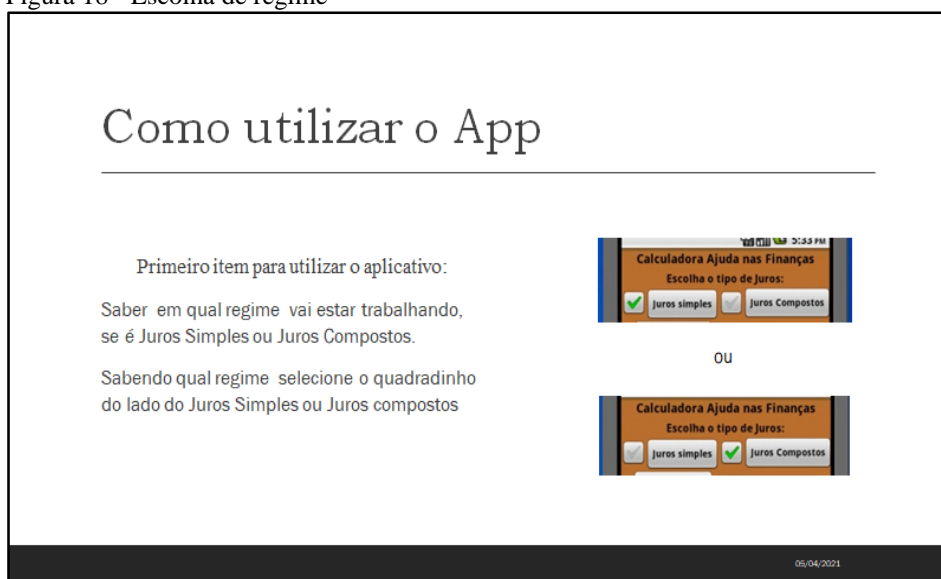 Figura 18 - Escolha de regime
Como utilizar o App
Primeiro item para utilizar o aplicativo:
Saber em qual regime vai estar trabalhando,
se é Juros Simples ou Juros Compostos.
Sabendo qual regime selecione o quadradinho
do lado do Juros Simples ou Juros compostos
5:33 PM
Calculadora Ajuda nas Finanças
Escolha o tipo de Juros:
Juros simples Juros Compostos
ou
Calculadora Ajuda nas Finanças
Escolha o tipo de Juros:
Juros simples Juros Compostos
05/04/2021